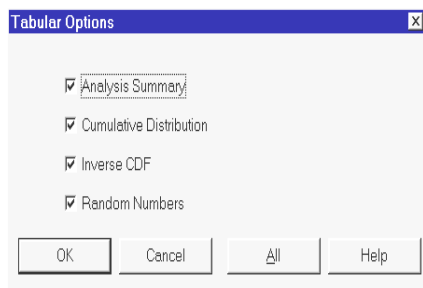 Tabular Options
Analysis Summary
Cumulative Distribution
Inverse CDF
Random Numbers
OK Cancel All Help